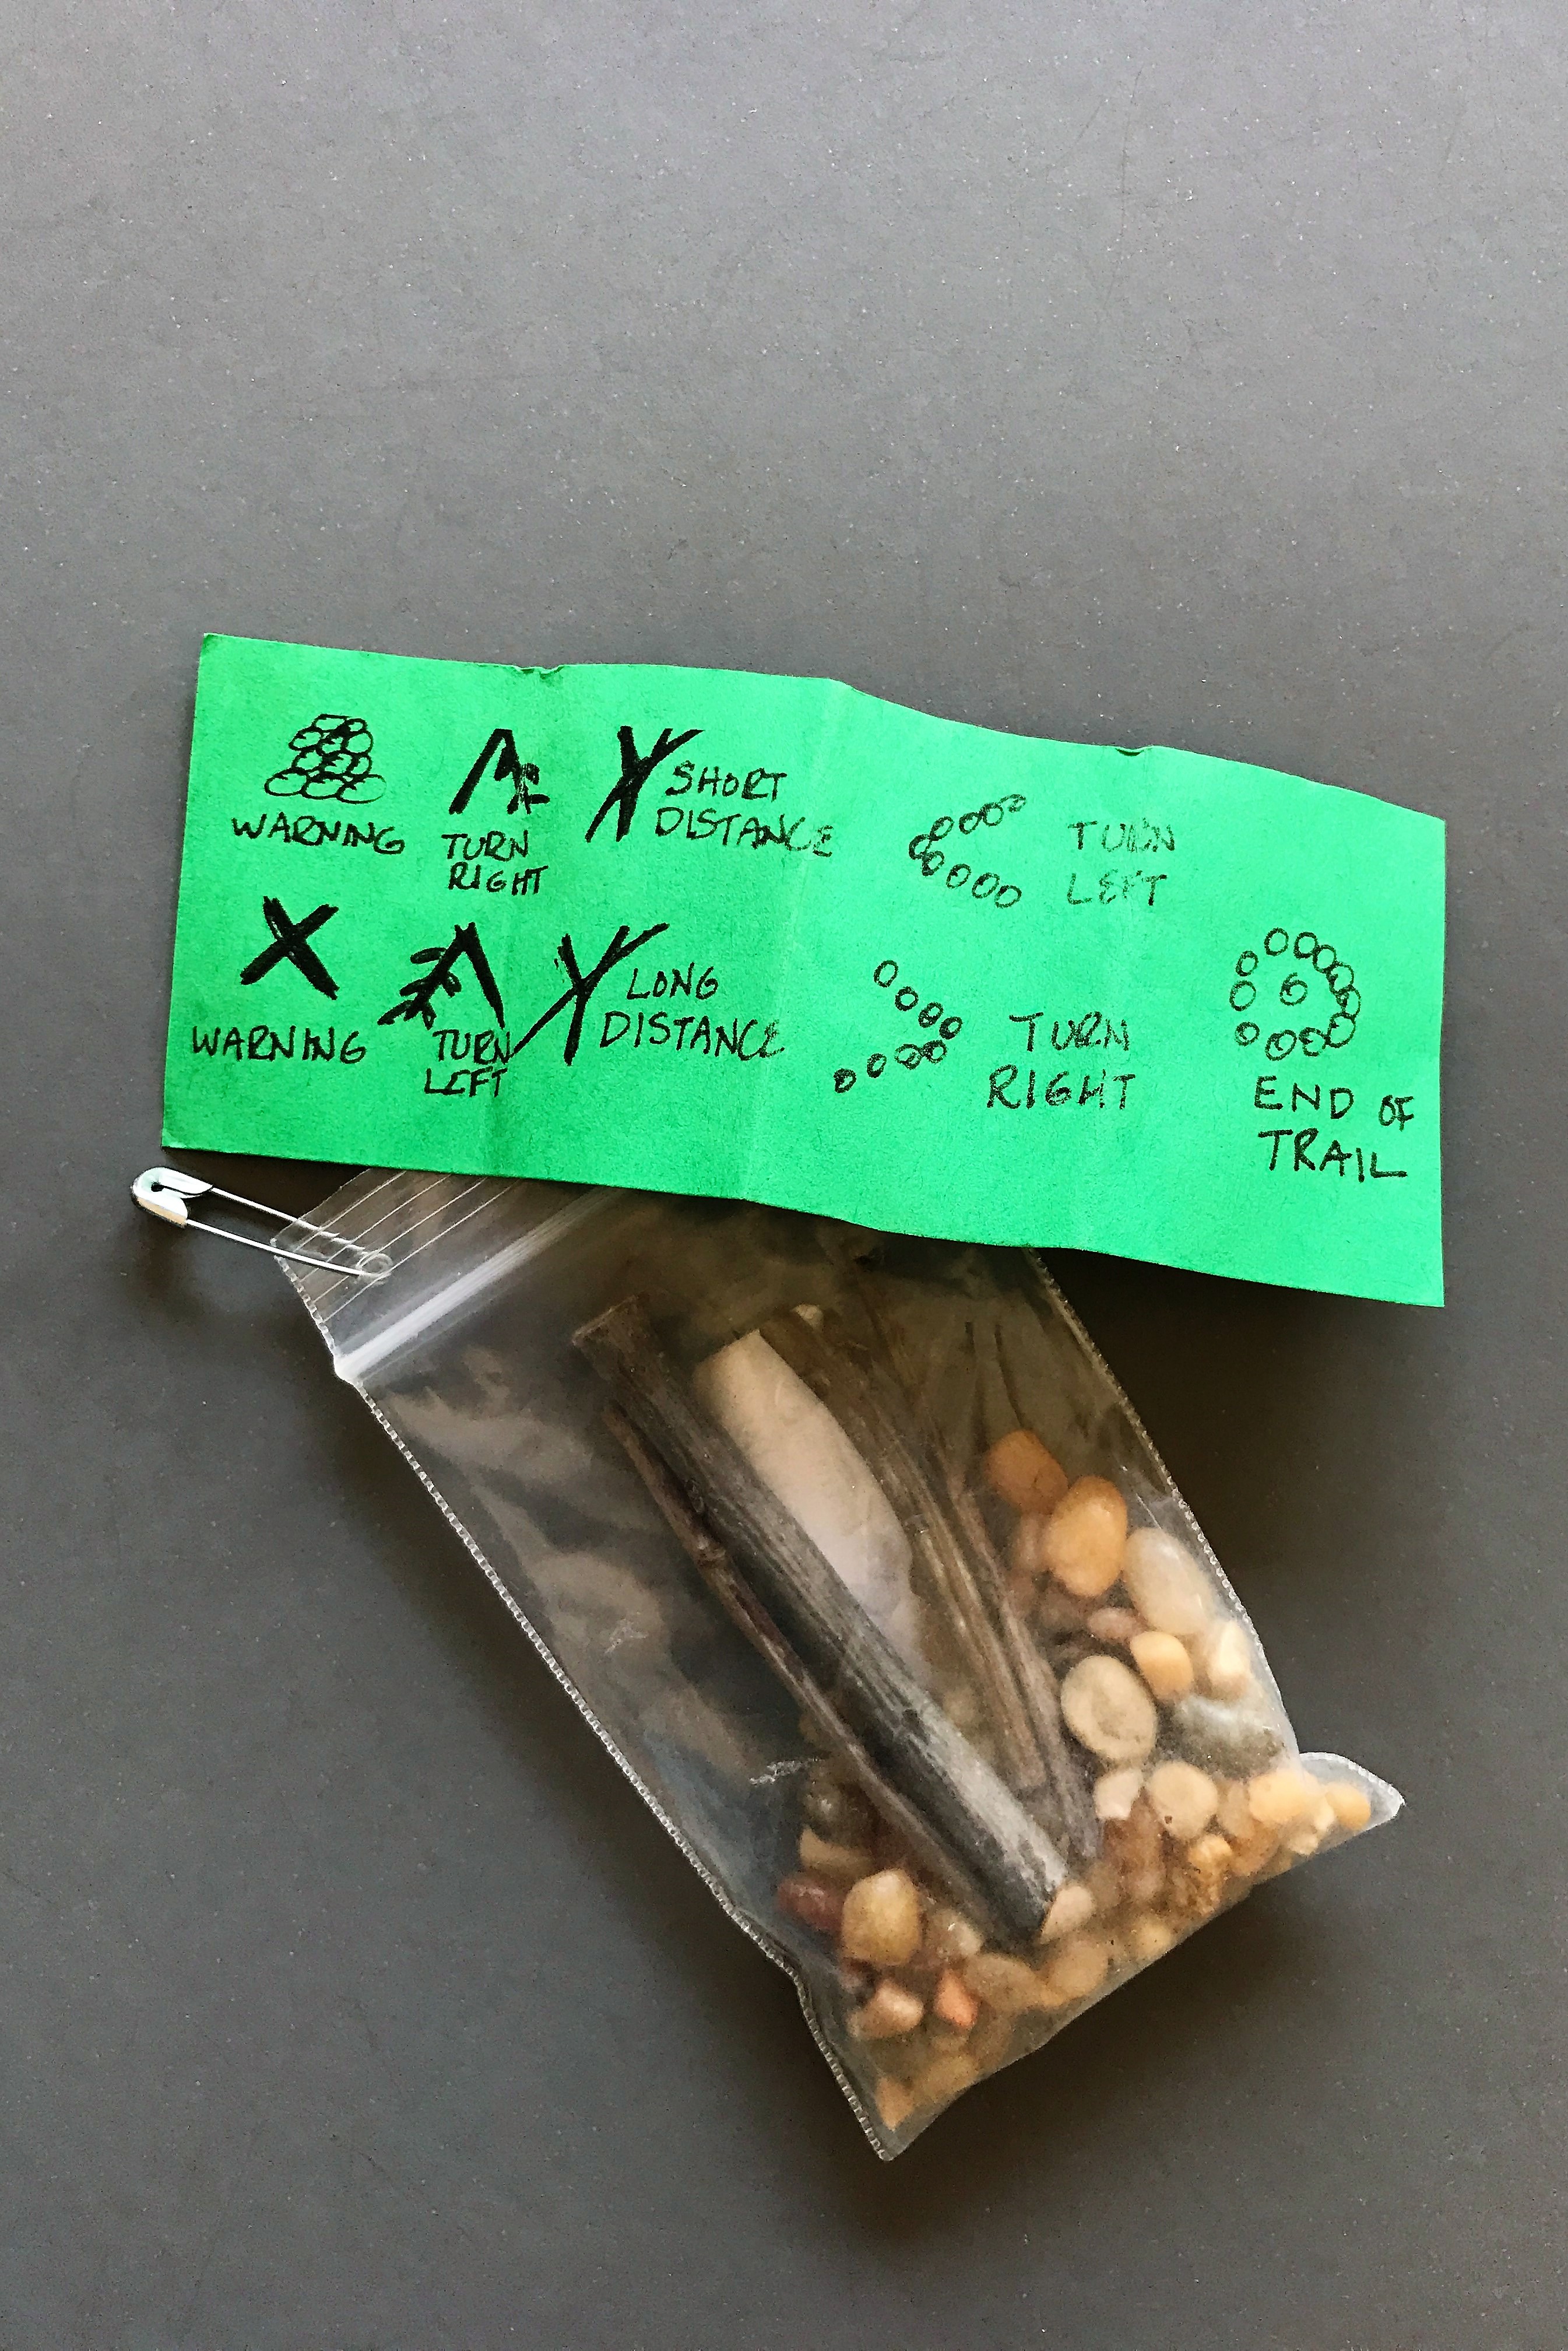 WARNING
TURN
RIGHT
SHORT
DISTANCE
WARNING
TURN
LEFT
LONG
DISTANCE
TURN
LEFT
TURN
RIGHT
END OF
TRAIL